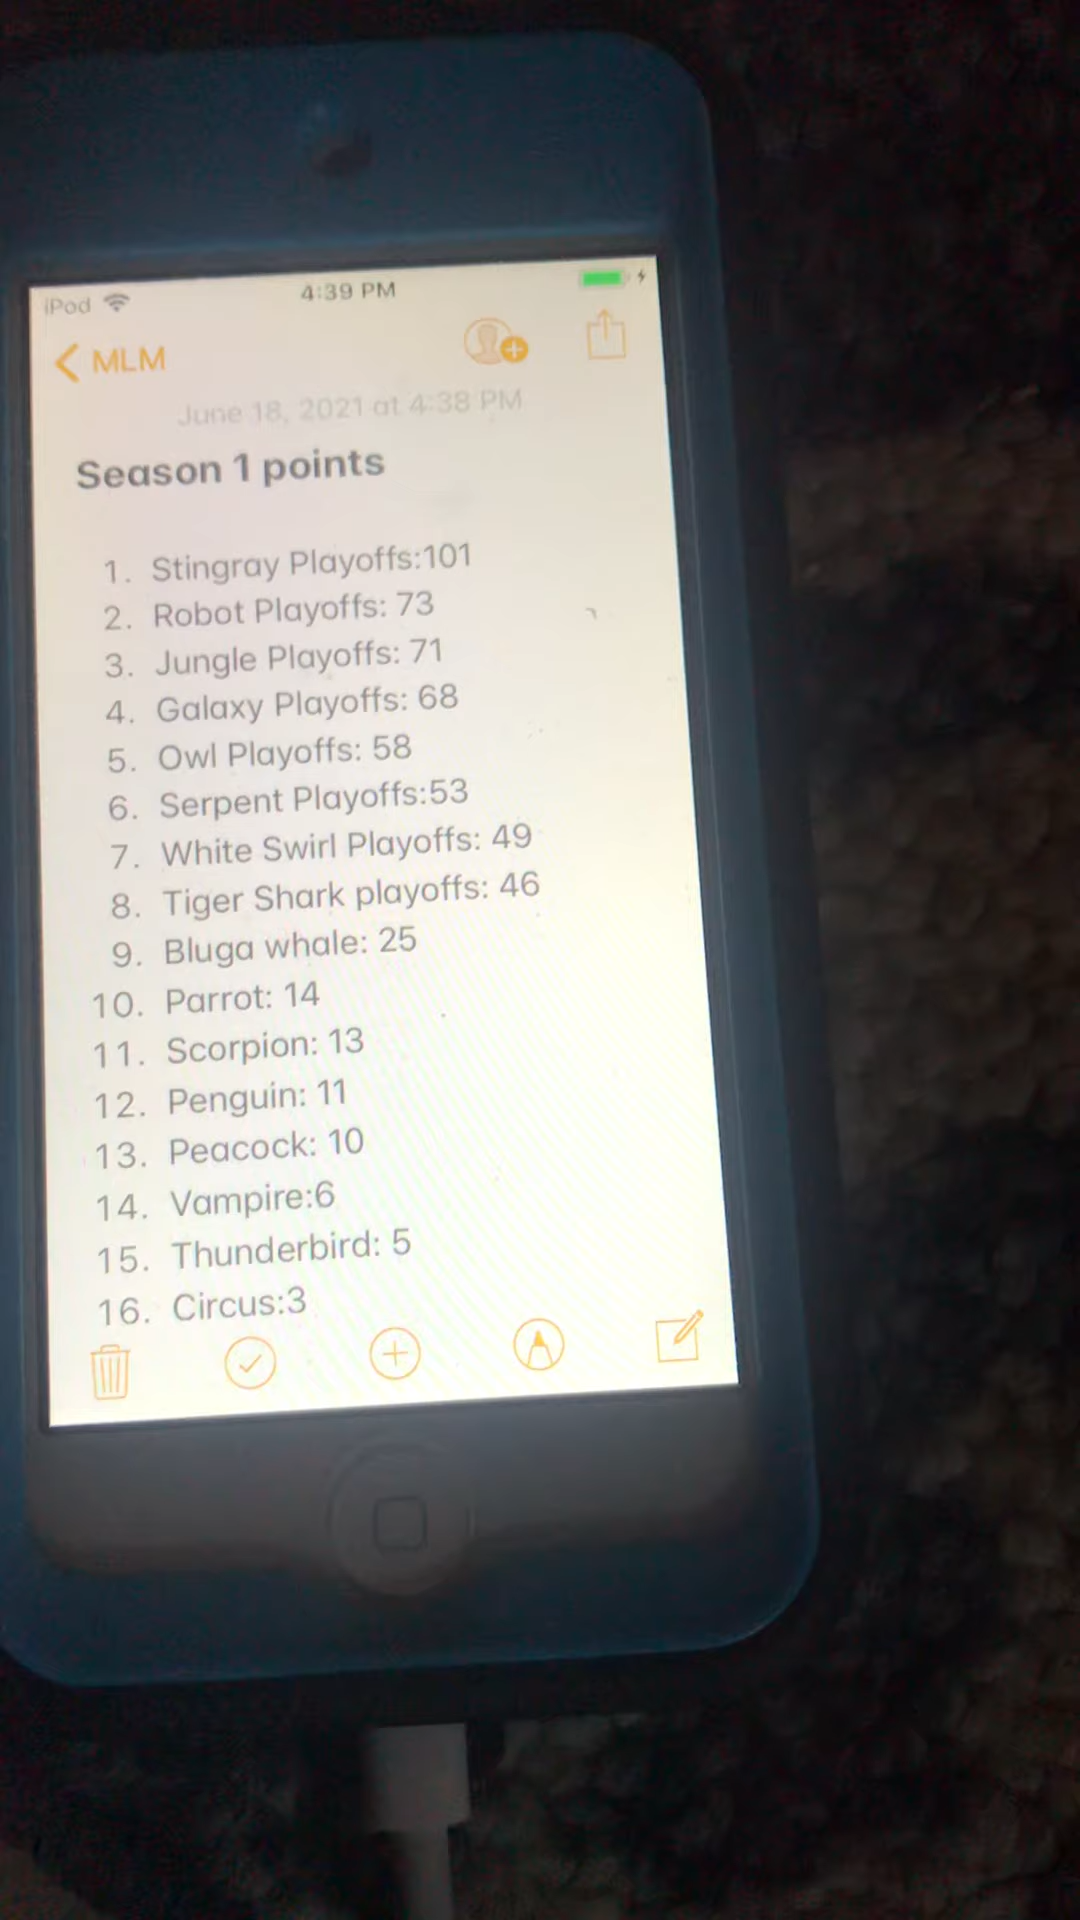 iPod 4:39 PM
MLM
June 18, 2021 at 4:38 PM
Season 1 points
1. Stingray Playoffs:101
2. Robot Playoffs: 73
3. Jungle Playoffs: 71
4. Galaxy Playoffs: 68
5. Owl Playoffs: 58
6. Serpent Playoffs:53
7. White Swirl Playoffs: 49
8. Tiger Shark playoffs: 46
9. Bluga whale: 25
10. Parrot: 14
11. Scorpion: 13
12. Penguin: 11
13. Peacock: 10
14. Vampire:6
15. Thunderbird: 5
16. Circus:3